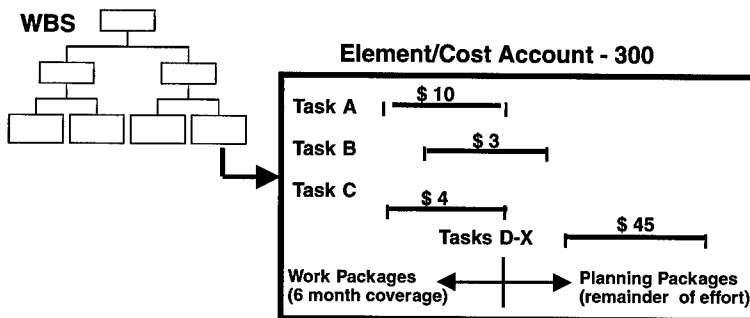 WBS
Element/Cost Account - 300
Task A
$ 10
Task B
$ 3
Task C
$ 4
Tasks D-X
$ 45
Work Packages
(6 month coverage)
Planning Packages
(remainder of effort)